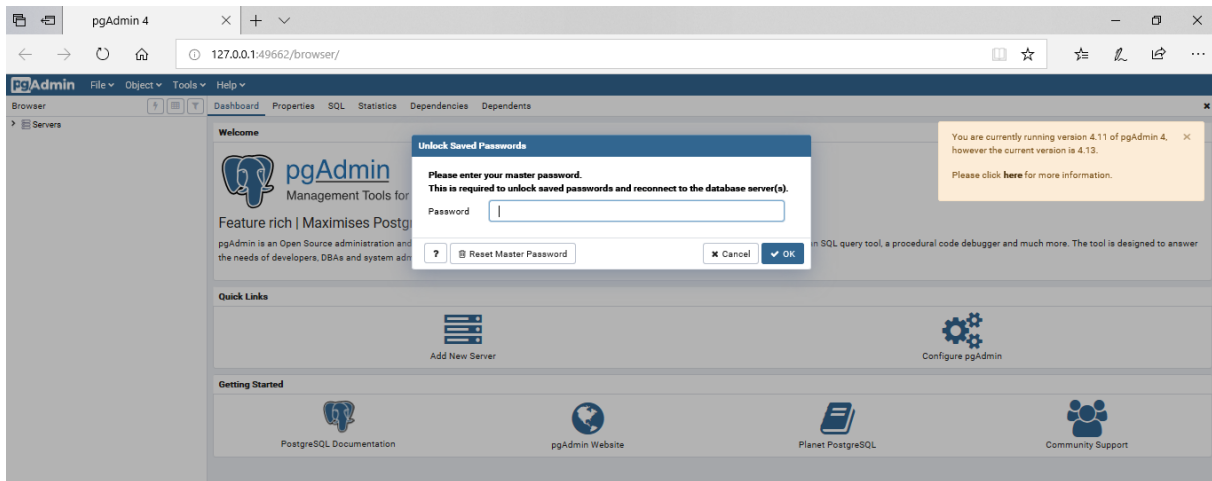 pgAdmin 4
127.0.0.1:49662/browser/
pgAdmin File Object Tools Help
Browser
Dashboard Properties SQL Statistics Dependencies Dependents
Servers
Welcome
pgAdmin
Management Tools for
Feature rich | Maximises Postg
pgAdmin is an Open Source administration and
the needs of developers, DBAs and system adm
n SQL query tool, a procedural code debugger and much more. The tool is designed to answer
Unlock Saved Passwords
Please enter your master password.
This is required to unlock saved passwords and reconnect to the database server(s).
Password
? Reset Master Password Cancel OK
You are currently running version 4.11 of pgAdmin 4,
however the current version is 4.13.
Please click here for more information.
Quick Links
Add New Server
Configure pgAdmin
Getting Started
PostgreSQL Documentation
pgAdmin Website
Planet PostgreSQL
Community Support